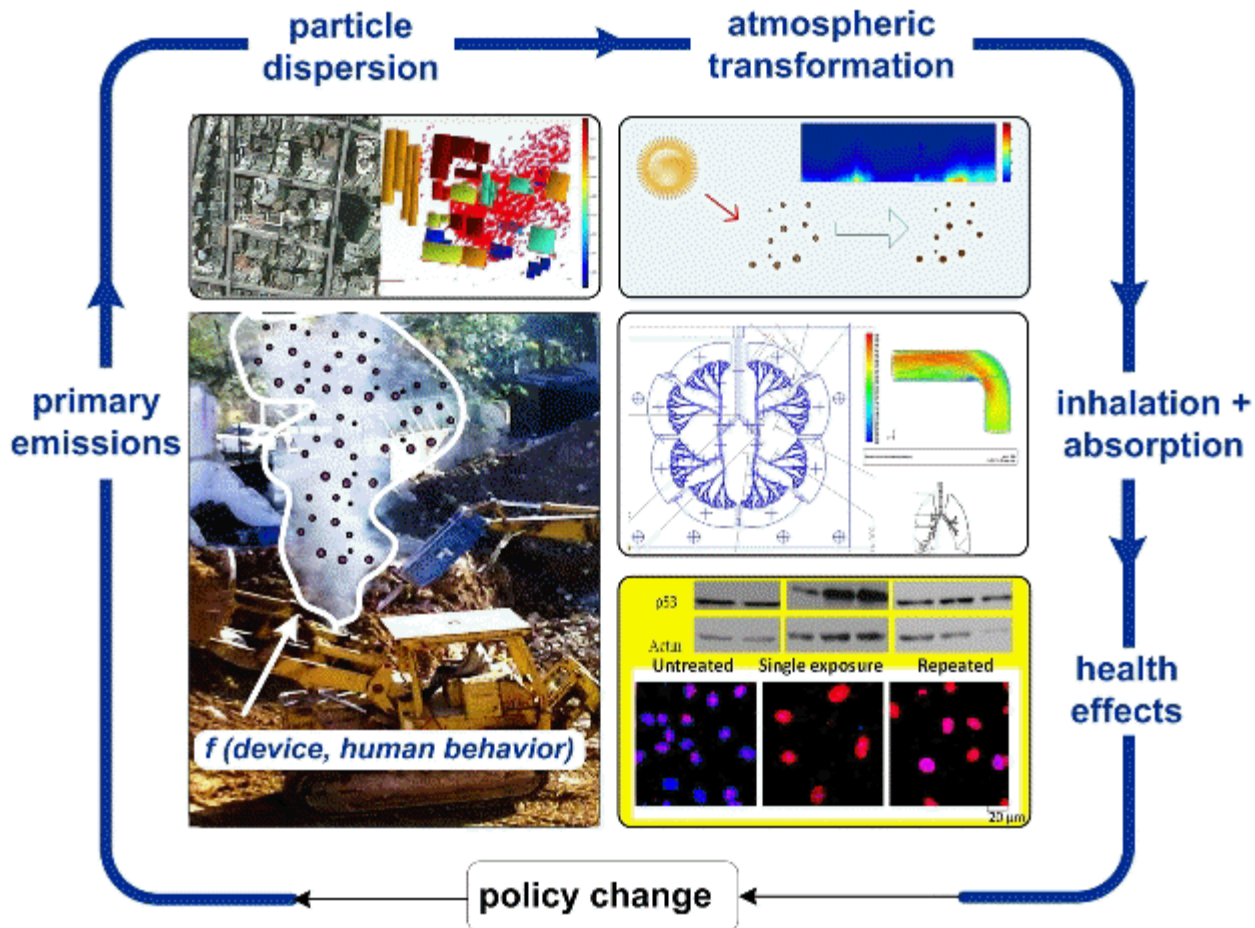 particle
dispersion
atmospheric
transformation
primary
emissions
inhalation +
absorption
f (device, human behavior)
p53
Actin
Untreated Single exposure Repeated
20 µm
health
effects
policy change